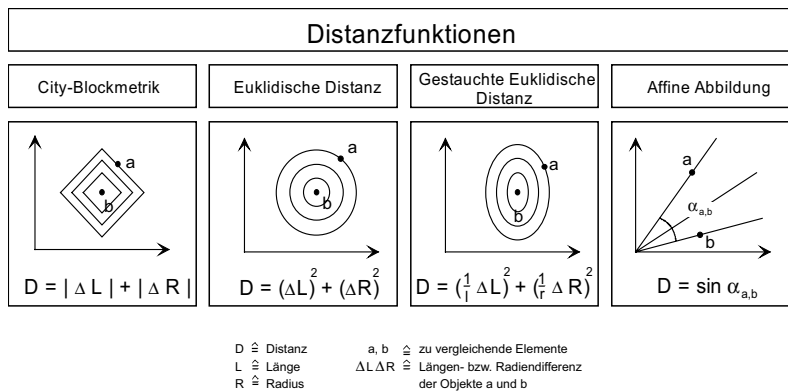 Distanzfunktionen
City-Blockmetrik
Euklidische Distanz
Gestauchte Euklidische
Distanz
Affine Abbildung
a
b
D = | Δ L | + | Δ R |
a
b
D = (ΔL)² + (ΔR)²
a
b
D = (1/l Δ L)² + (1/r Δ R)²
a
α a,b
b
D = sin α a,b
D ≙ Distanz
L ≙ Länge
R ≙ Radius
a, b ≙ zu vergleichende Elemente
ΔL ΔR ≙ Längen- bzw. Radiendifferenz
der Objekte a und b